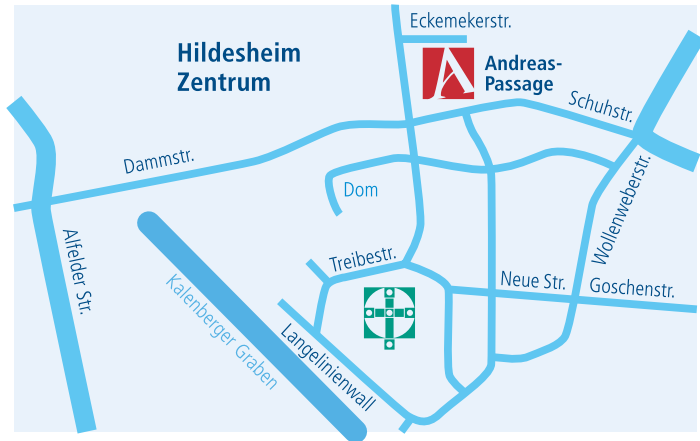 Eckemekerstr.
Hildesheim
Zentrum
A
Andreas-
Passage
Schuhstr.
Dammstr.
Dom
Wollenweberstr.
Alfelder Str.
Treibestr.
Kalenberger Graben
Neue Str.
Goschenstr.
Langelinienwall